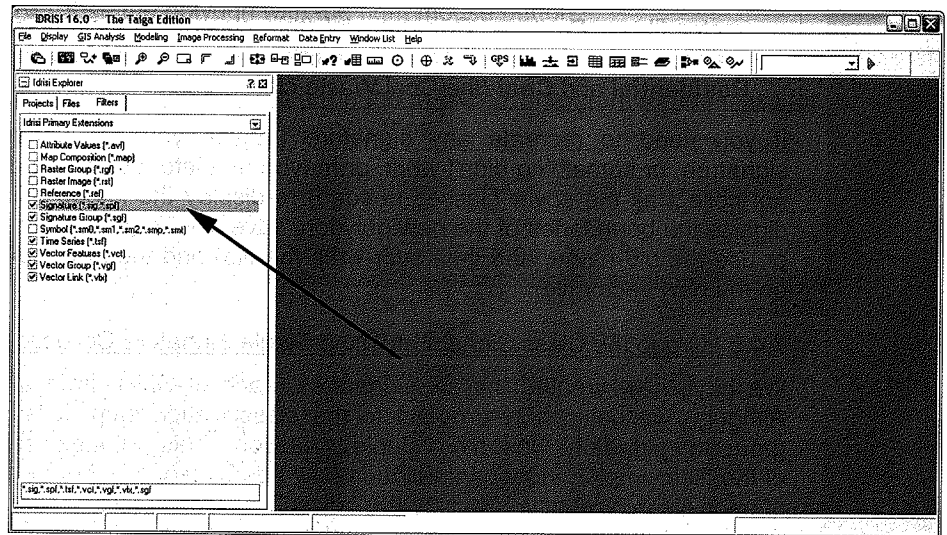 IDRISI 16.0 The Taiga Edition
File Display GIS Analysis Modeling Image Processing Reformat Data Entry Window List Help
GPS
Idrisi Explorer
Projects Files Filters
Idrisi Primary Extensions
Attribute Values (*.avl)
Map Composition (*.map)
Raster Group (*.rgf)
Raster Image (*.rst)
Reference (*.ref)
Signature (*.sig,*.spf)
Signature Group (*.sgf)
Symbol (*.sm0,*.sm1,*.sm2,*.smp,*.smt)
Time Series (*.tsf)
Vector Features (*.vct)
Vector Group (*.vgf)
Vector Link (*.vlx)
*.sig,*.spf,*.tsf,*.vct,*.vgf,*.vlx,*.sgf